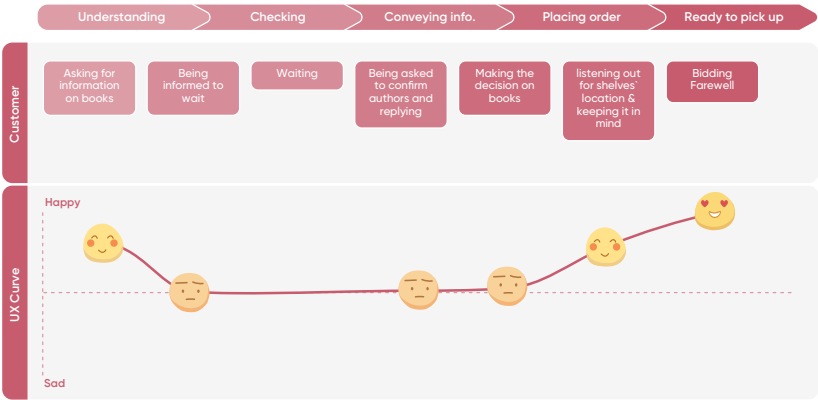 Understanding
Checking
Conveying info.
Placing order
Ready to pick up
Customer
Asking for
information
on books
Being
informed to
wait
Waiting
Being asked
to confirm
authors and
replying
Making the
decision on
books
listening out
for shelves`
location &
keeping it in
mind
Bidding
Farewell
UX Curve
Happy
Sad